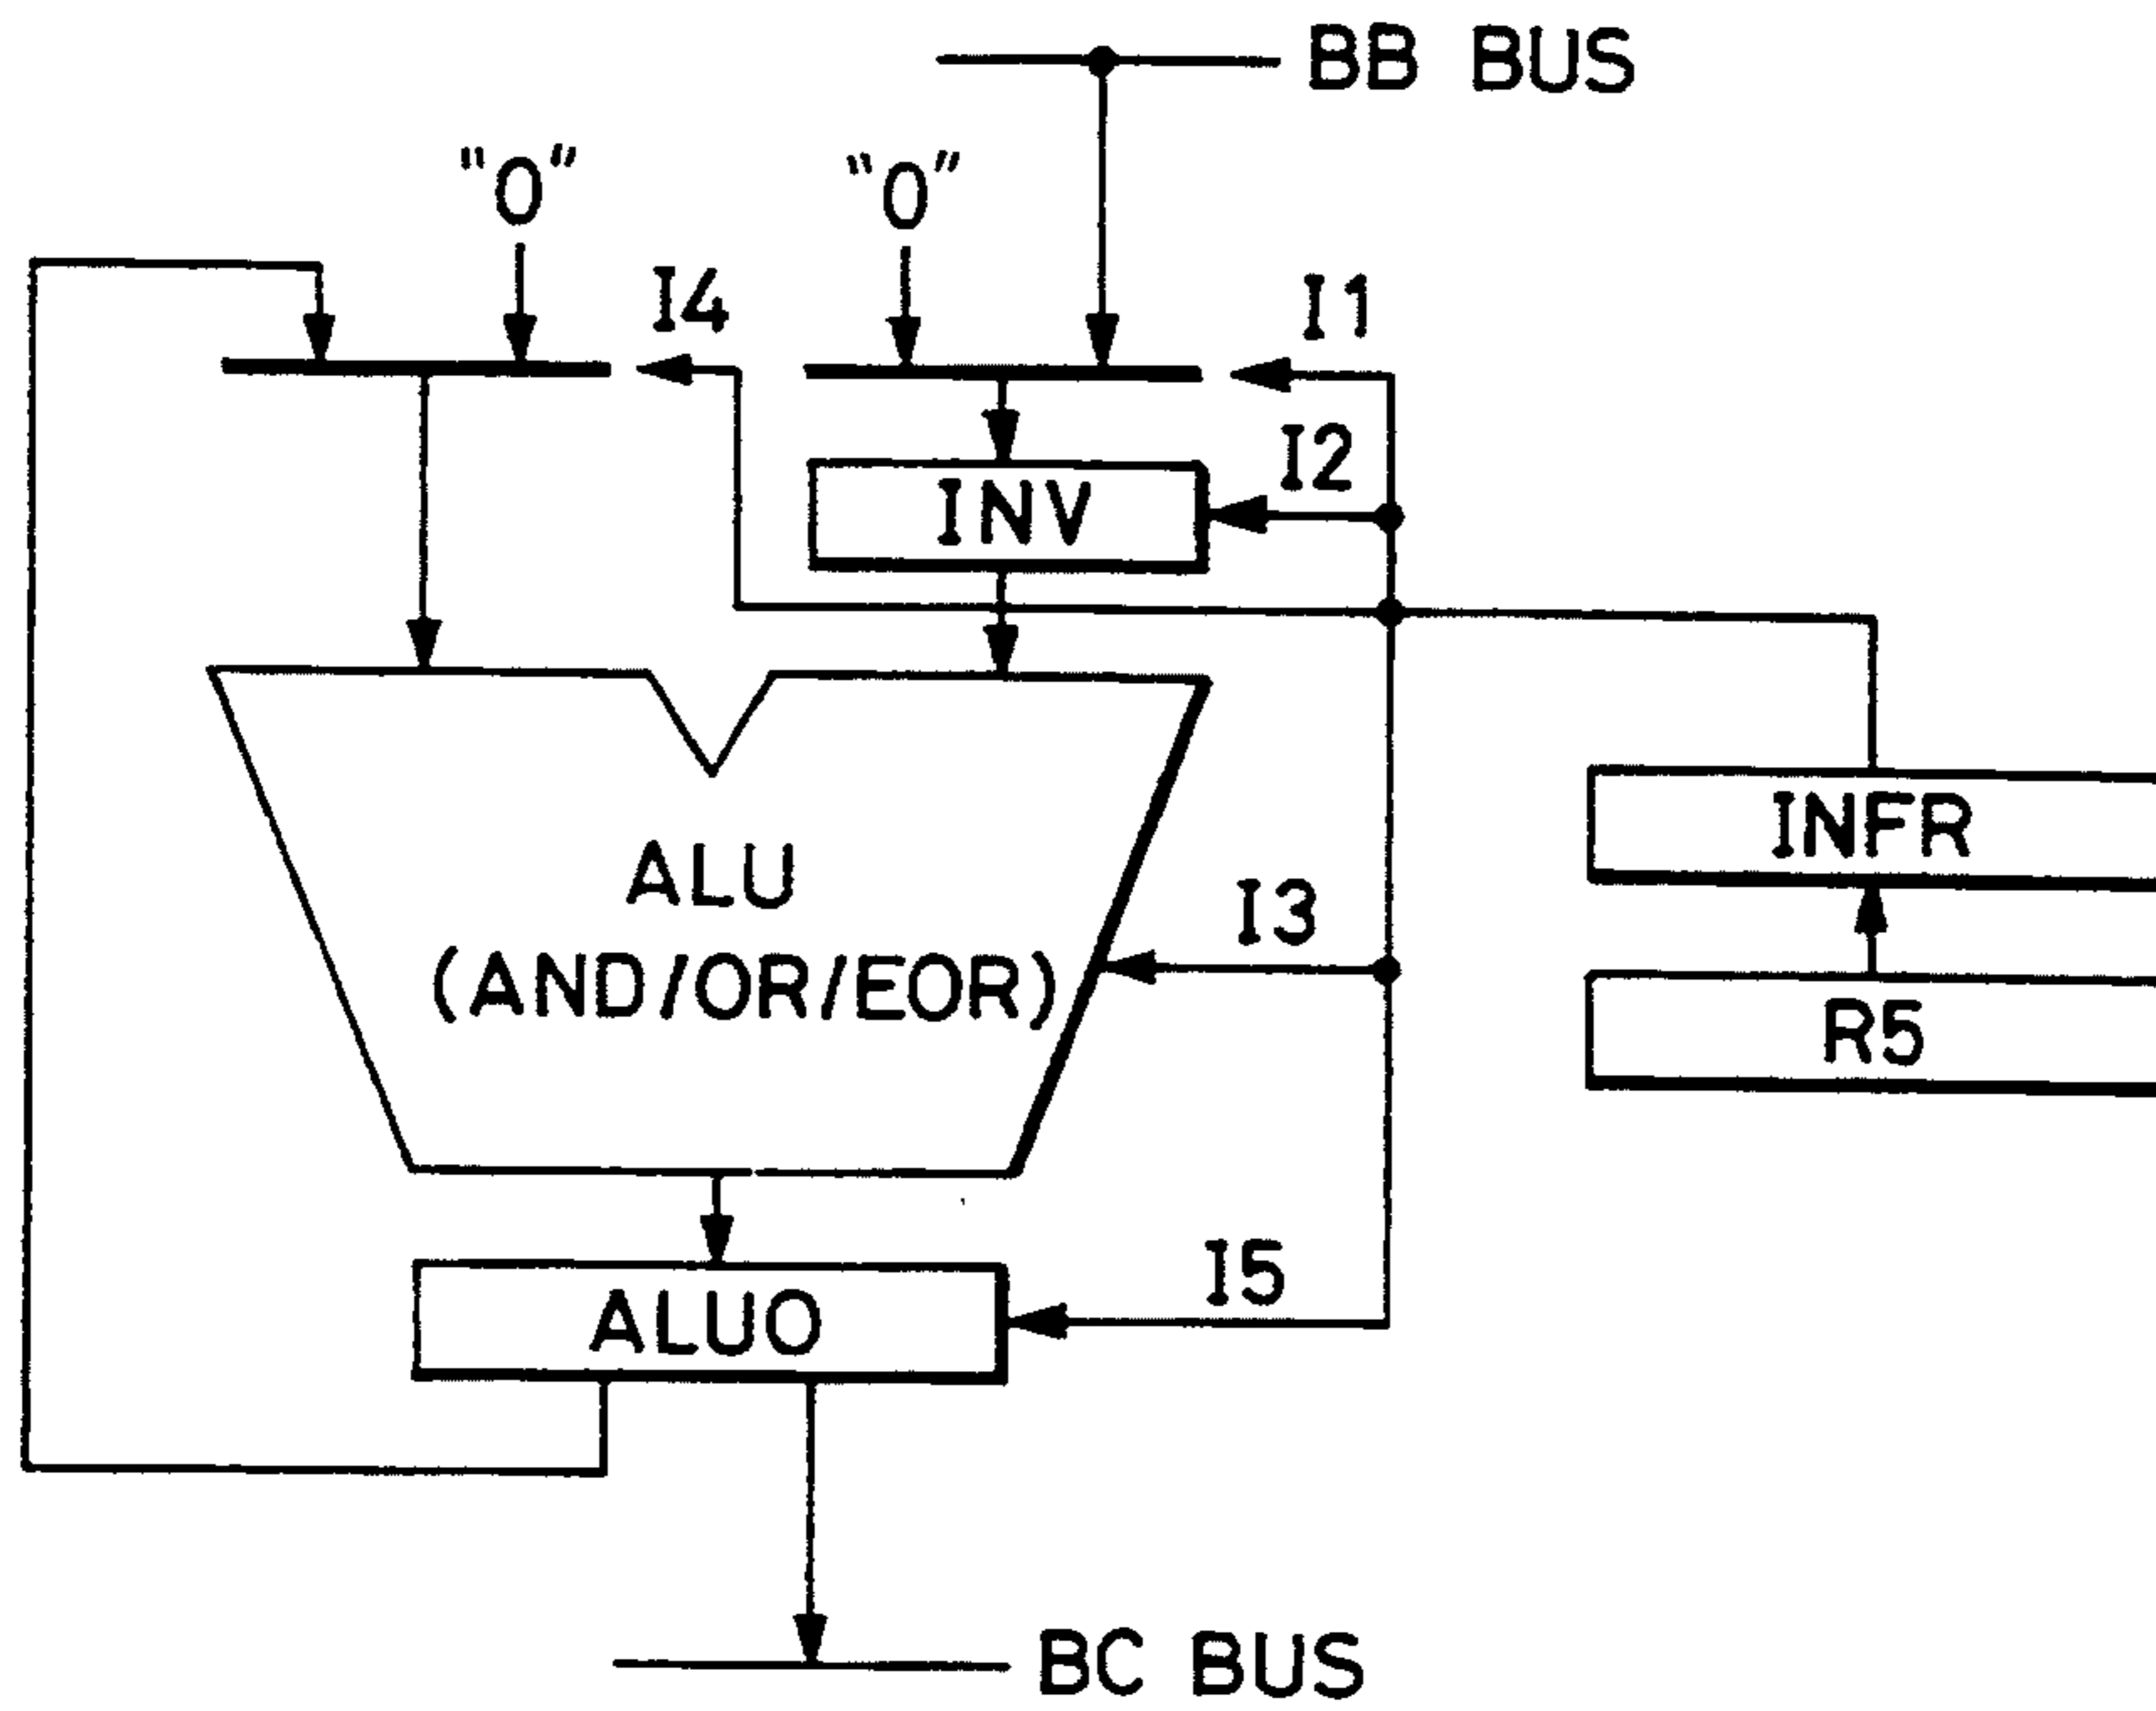 BB BUS
"0"
"0"
I4
I1
I2
INV
INFR
ALU
I3
(AND/OR/EOR)
R5
I5
ALUO
BC BUS